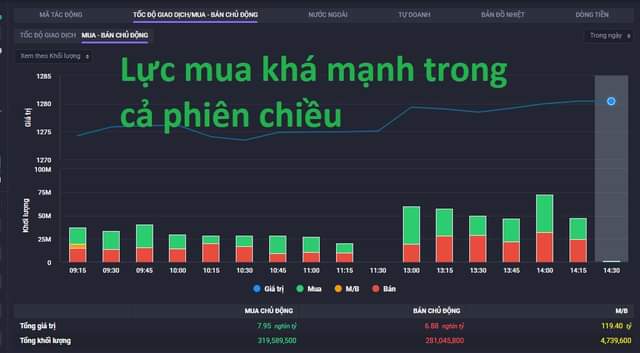 MÃ TÁC ĐỘNG TỐC ĐỘ GIAO DỊCH/MUA - BÁN CHỦ ĐỘNG NƯỚC NGOÀI TỰ DOANH BẢN ĐỒ NHIỆT DÒNG TIỀN
TỐC ĐỘ GIAO DỊCH MUA - BÁN CHỦ ĐỘNG Trong ngày
Xem theo Khối lượng
Lực mua khá mạnh trong
cả phiên chiều
1285
1280
1275
1270
Giá trị
100M
75M
50M
25M
0
Khối lượng
09:15 09:30 09:45 10:00 10:15 10:30 10:45 11:00 11:15 11:30 13:00 13:15 13:30 13:45 14:00 14:15 14:30
Giá trị Mua M/B Bán
MUA CHỦ ĐỘNG BÁN CHỦ ĐỘNG M/B
Tổng giá trị 7.95 nghìn tỷ 6.88 nghìn tỷ 119.40 tỷ
Tổng khối lượng 319,589,500 281,045,800 4,739,600